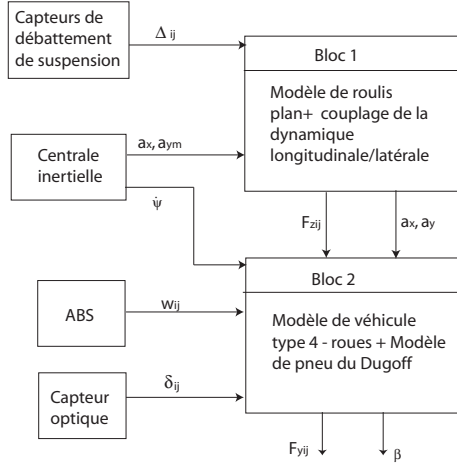 Capteurs de
débattement
de suspension
Δ ij
Bloc 1
Modèle de roulis
plan+ couplage de la
dynamique
longitudinale/latérale
Centrale
inertielle
ax, aym
ψ̇
Fzij
ax, ay
Bloc 2
Modèle de véhicule
type 4 - roues + Modèle
de pneu du Dugoff
ABS
wij
Capteur
optique
δij
Fyij
β